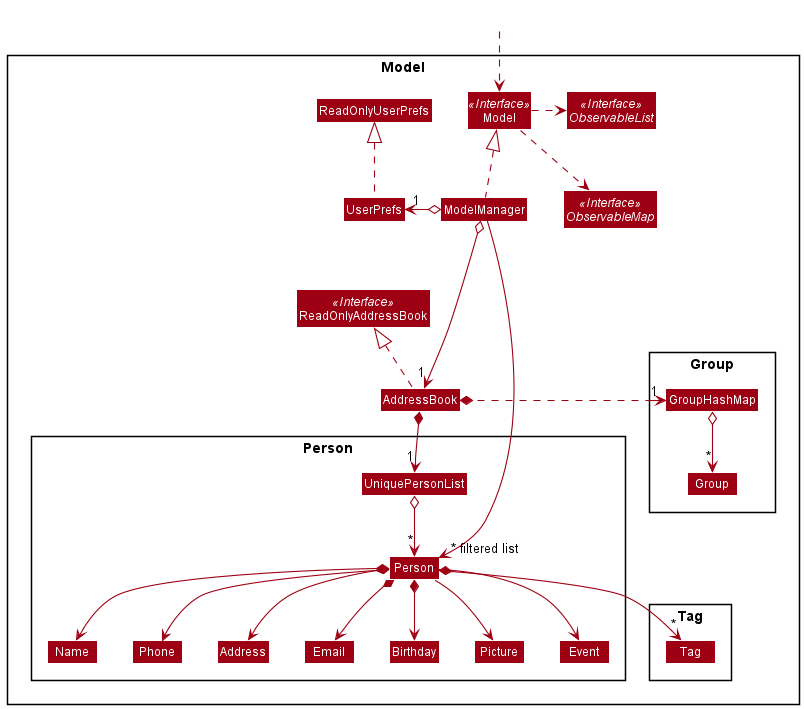 Model
ReadOnlyUserPrefs
«Interface»
Model
«Interface»
ObservableList
UserPrefs
1
ModelManager
«Interface»
ObservableMap
«Interface»
ReadOnlyAddressBook
Group
1
AddressBook
1
GroupHashMap
Person
1
*
UniquePersonList
Group
*
* filtered list
Person
Tag
*
Name
Phone
Address
Email
Birthday
Picture
Event
Tag